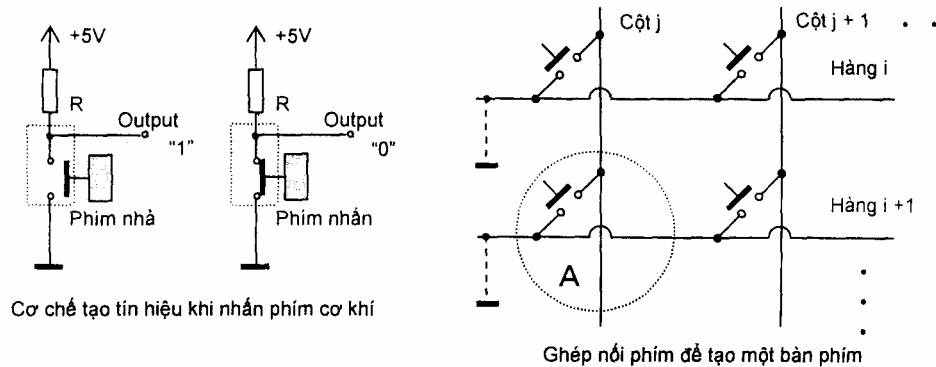 +5V
R
Output
"1"
Phím nhả
+5V
R
Output
"0"
Phím nhấn
Cơ chế tạo tín hiệu khi nhấn phím cơ khí
Cột j
Cột j + 1
Hàng i
Hàng i +1
A
Ghép nối phím để tạo một bàn phím